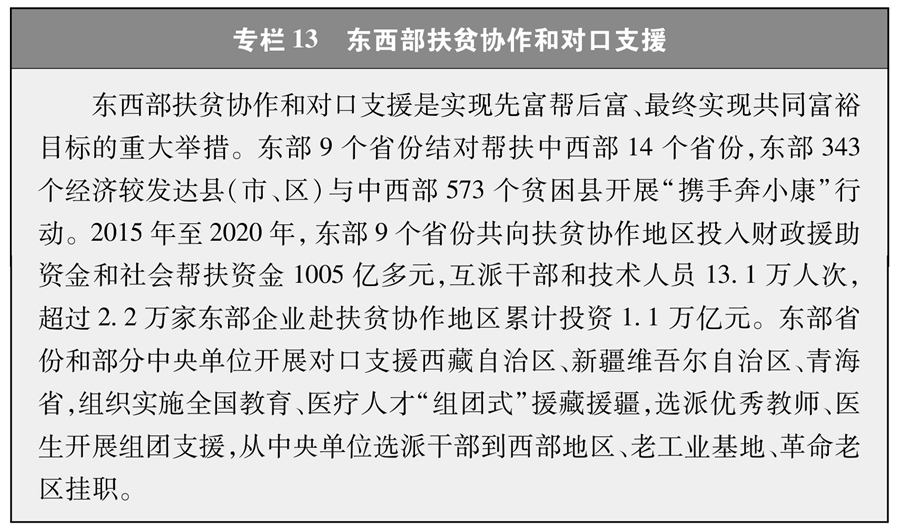 专栏 13 东西部扶贫协作和对口支援
东西部扶贫协作和对口支援是实现先富帮后富、最终实现共同富裕
目标的重大举措。东部 9 个省份结对帮扶中西部 14 个省份，东部 343
个经济较发达县（市、区）与中西部 573 个贫困县开展“携手奔小康”行
动。2015 年至 2020 年，东部 9 个省份共向扶贫协作地区投入财政援助
资金和社会帮扶资金 1005 亿多元，互派干部和技术人员 13.1 万人次，
超过 2.2 万家东部企业赴扶贫协作地区累计投资 1.1 万亿元。东部省
份和部分中央单位开展对口支援西藏自治区、新疆维吾尔自治区、青海
省，组织实施全国教育、医疗人才“组团式”援藏援疆，选派优秀教师、医
生开展组团支援，从中央单位选派干部到西部地区、老工业基地、革命老
区挂职。